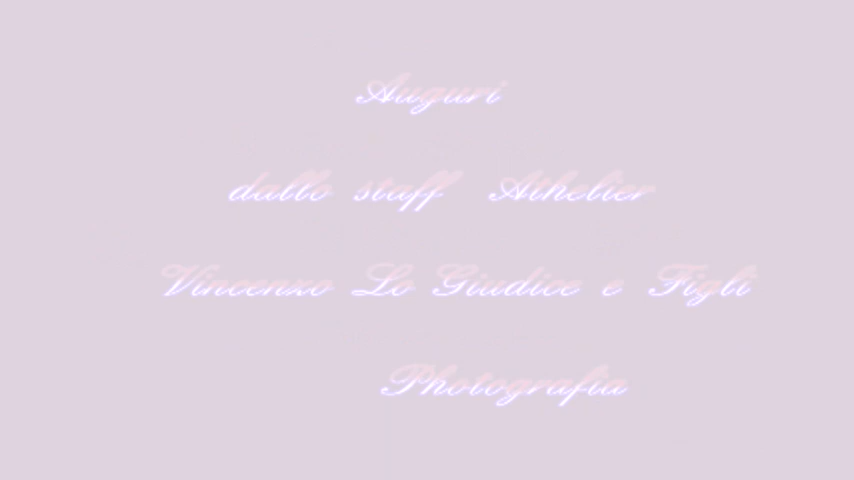 Auguri
dallo staff Athelier
Vincenzo Lo Giudice e Figli
Photografia